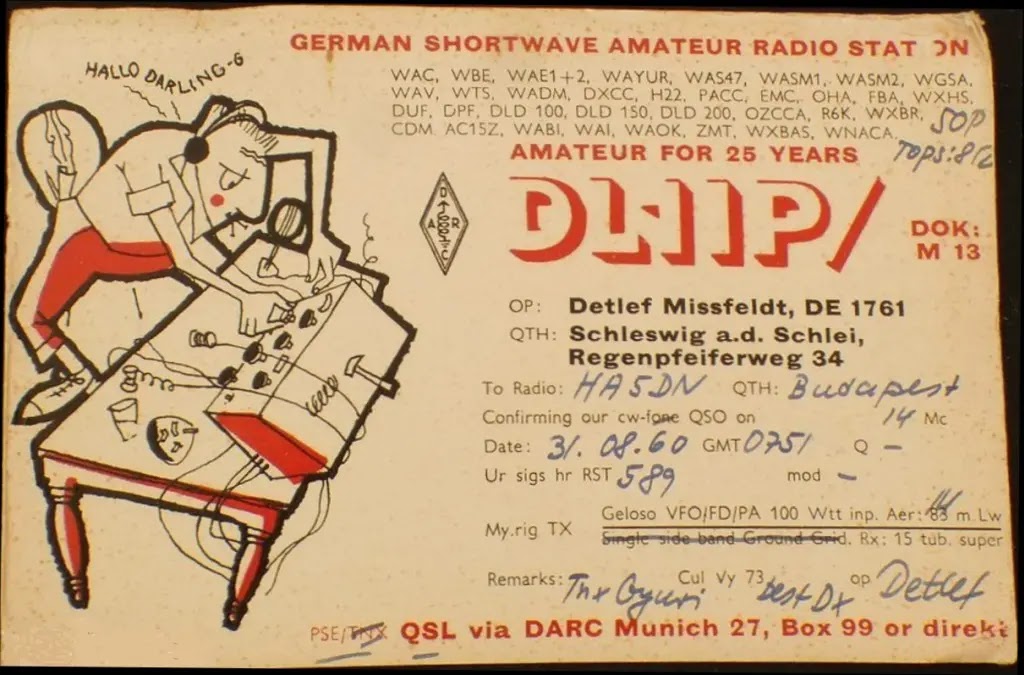 GERMAN SHORTWAVE AMATEUR RADIO STAT ON
HALLO DARLING-6
WAC, WBE, WAE1+2, WAYUR, WAS47, WASM1, WASM2, WGSA,
WAV, WTS, WADM, DXCC, H22, PACC, EMC, OHA, FBA, WXHS,
DUF, DPF, DLD 100, DLD 150, DLD 200, OZCCA, R6K, WXBR, SOP
CDM AC15Z, WABI, WAI, WAOK, ZMT, WXBAS, WNACA.
AMATEUR FOR 25 YEARS
DARC
DL1IP/
DOK:
M 13
OP: Detlef Missfeldt, DE 1761
QTH: Schleswig a.d. Schlei,
Regenpfeiferweg 34
To Radio: HA5DN QTH: Budapest
Confirming our cw-fone QSO on 14 Mc
Date: 31.08.60 GMT 0751 Q –
Ur sigs hr RST 589 mod –
My.rig TX Geloso VFO/FD/PA 100 Wtt inp. Aer: 83 m Lw
Single side band Ground Grid. Rx: 15 tub. super
Remarks: Tnx Gyuri Cul Vy 73 best Dx op Detlef
PSE/TNX QSL via DARC Munich 27, Box 99 or direkt